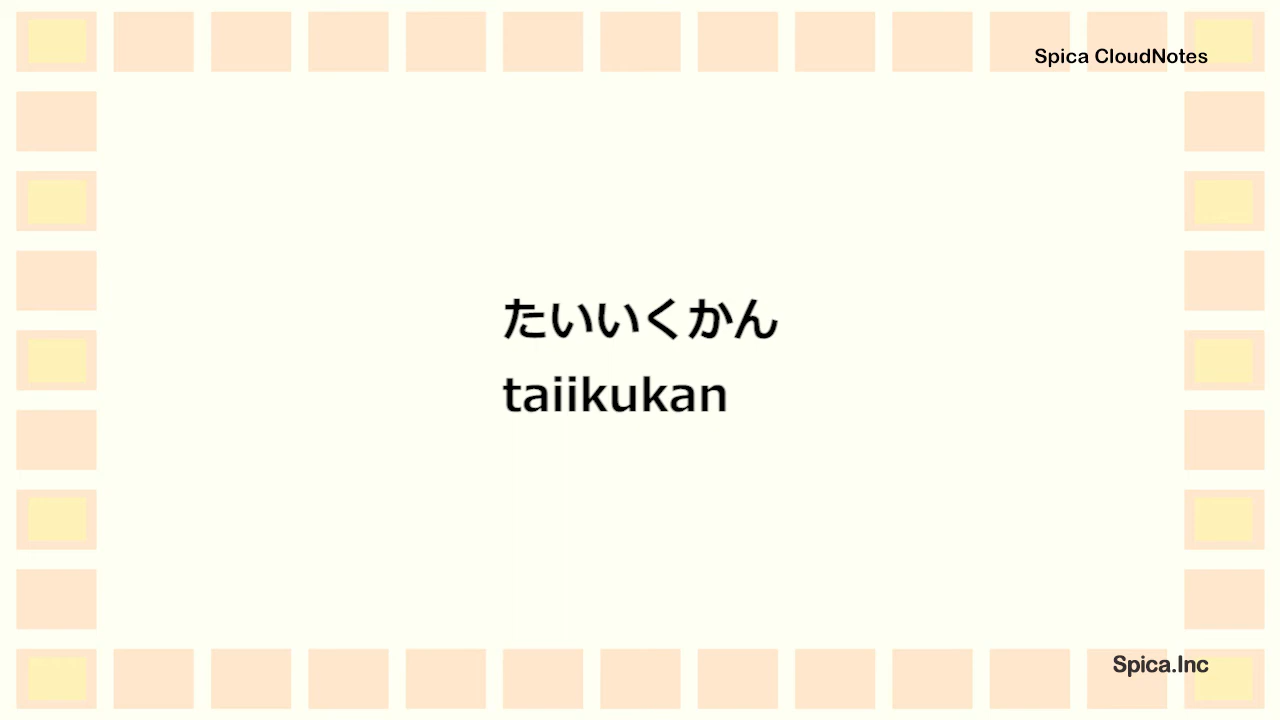 Spica CloudNotes
たいいくかん
taiikukan
Spica.Inc